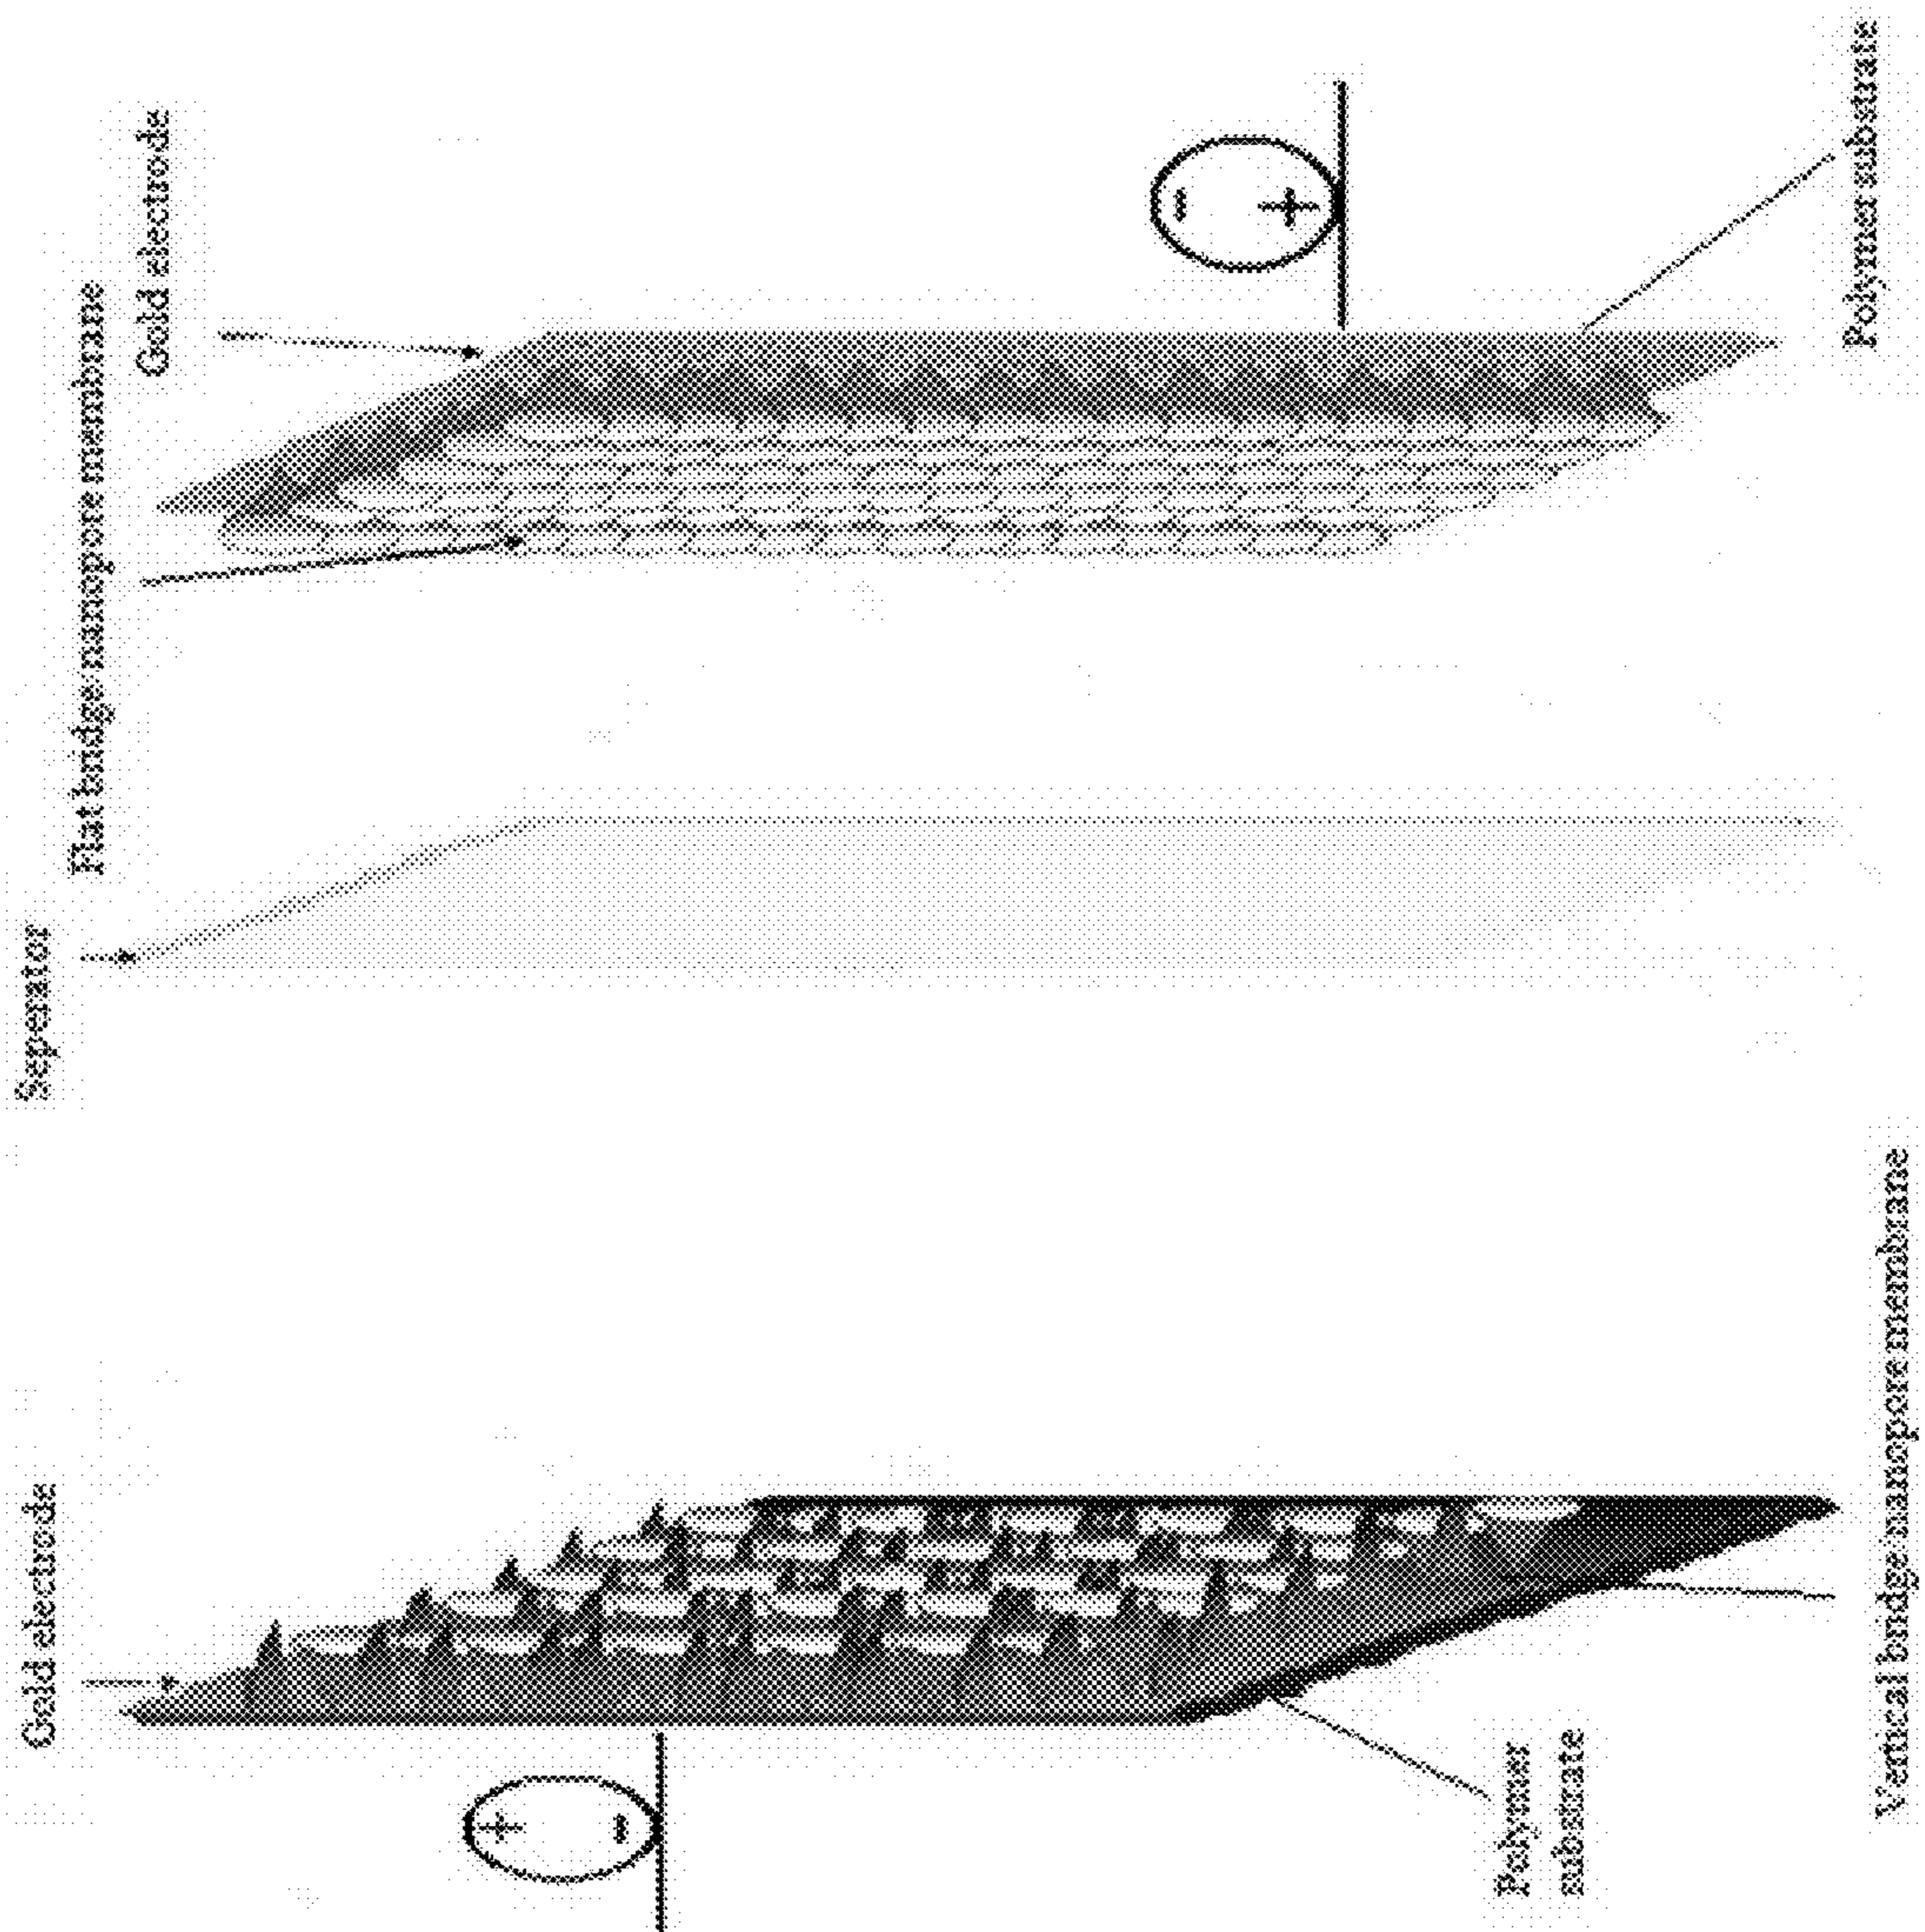 Gold electrode
Seperator
Flat bridge nanopore membrane
Gold electrode
+
-
-
+
Polymer
substrate
Vertical bridge nanopore membrane
Polymer substrate